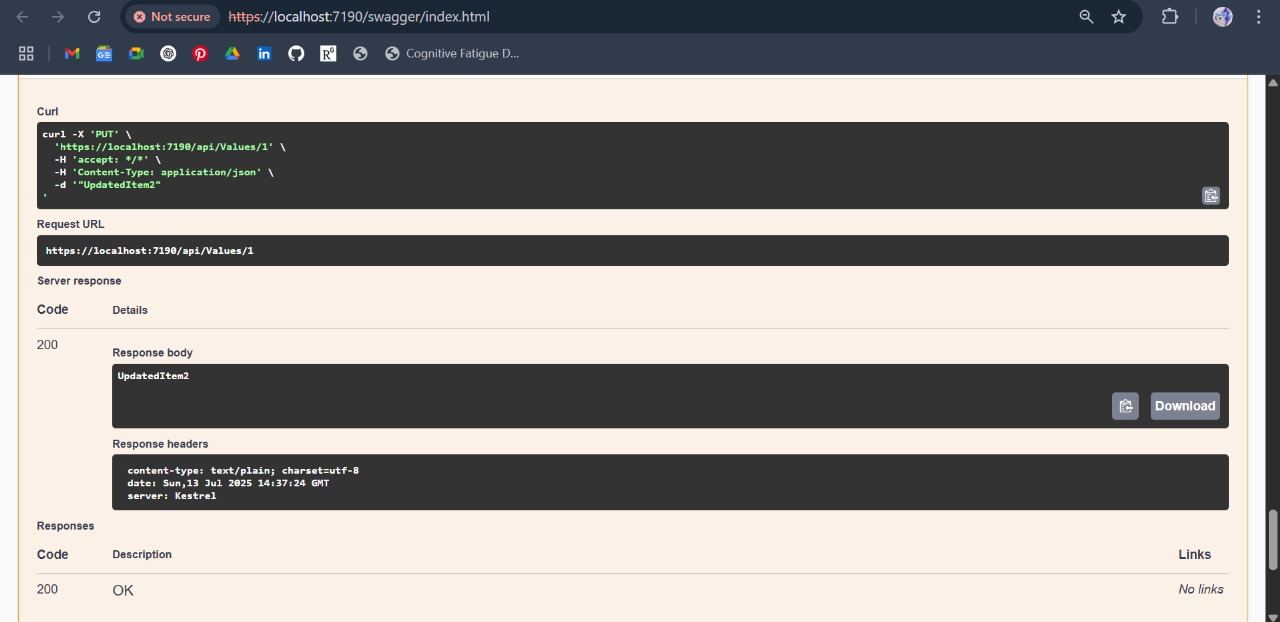 Not secure https://localhost:7190/swagger/index.html
Cognitive Fatigue D...
Curl
curl -X 'PUT' \
'https://localhost:7190/api/Values/1' \
-H 'accept: */*' \
-H 'Content-Type: application/json' \
-d '"UpdatedItem2"
'
Request URL
https://localhost:7190/api/Values/1
Server response
Code Details
200
Response body
UpdatedItem2
Download
Response headers
content-type: text/plain; charset=utf-8
date: Sun,13 Jul 2025 14:37:24 GMT
server: Kestrel
Responses
Code Description Links
200 OK No links